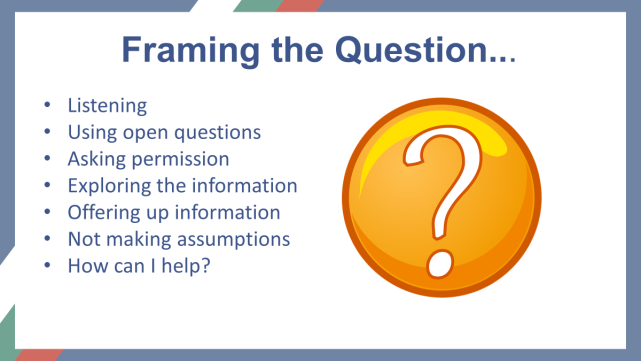 Framing the Question...
• Listening
• Using open questions
• Asking permission
• Exploring the information
• Offering up information
• Not making assumptions
• How can I help?
?